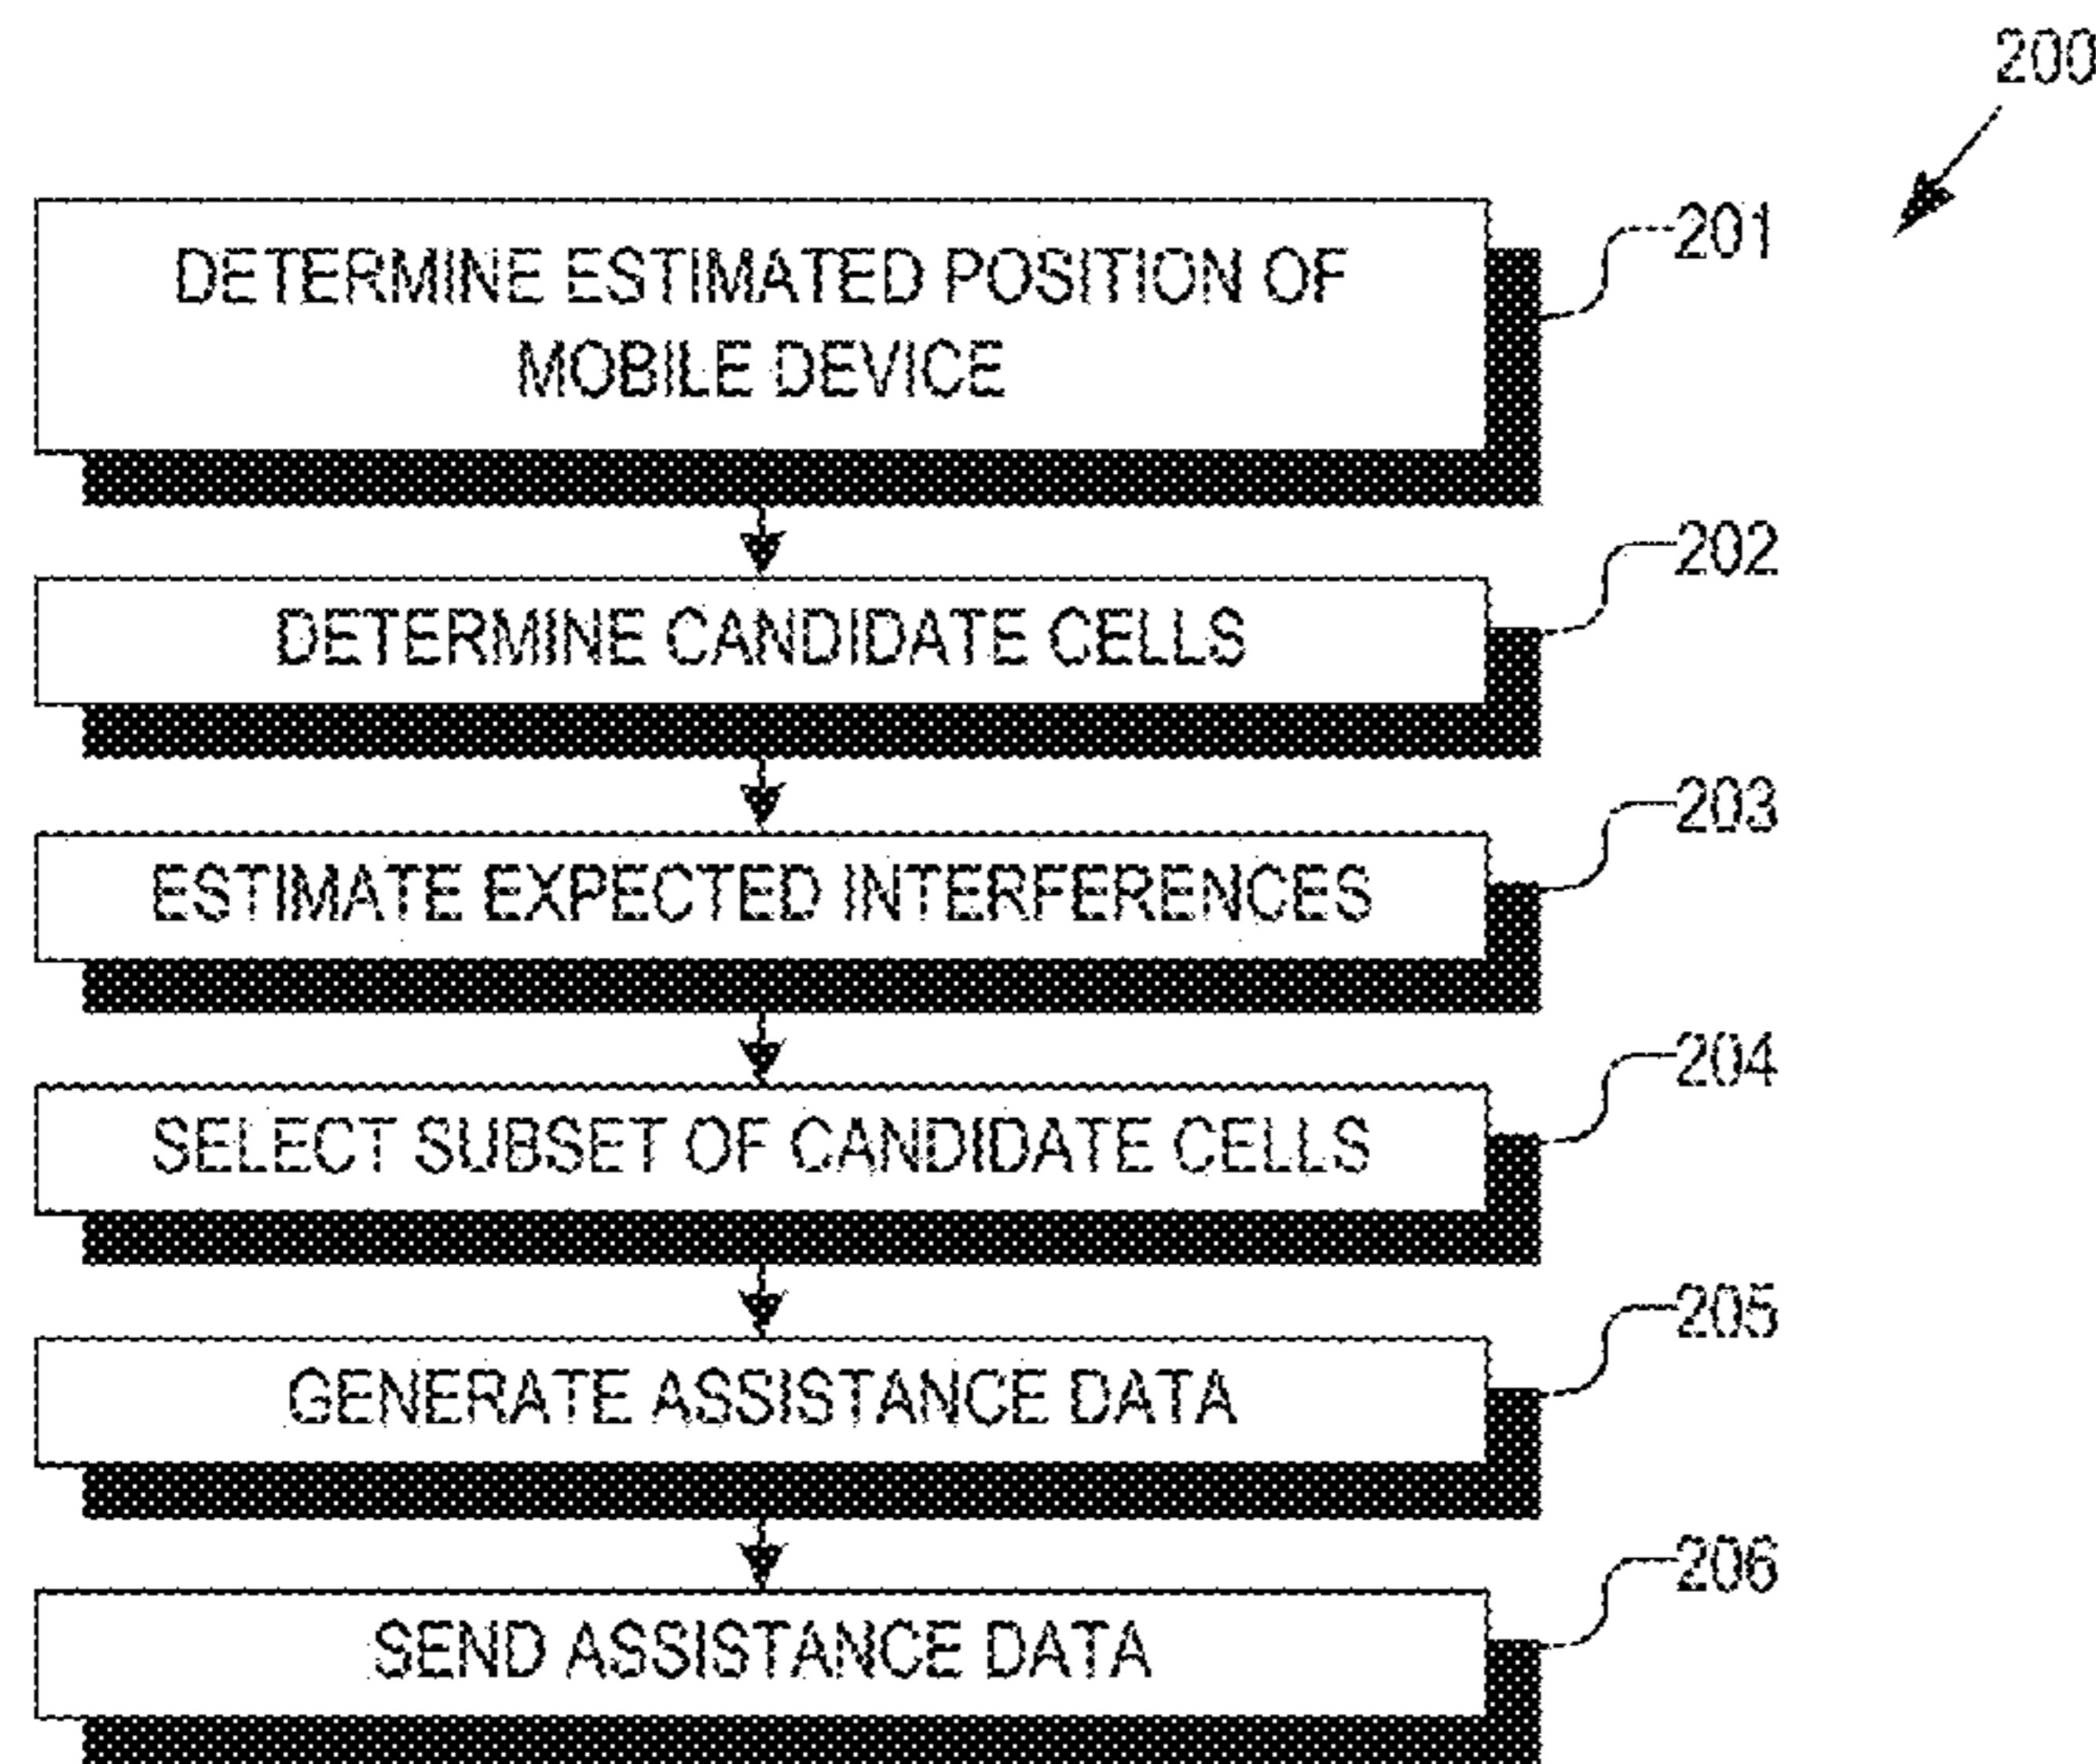 200
DETERMINE ESTIMATED POSITION OF
MOBILE DEVICE
201
DETERMINE CANDIDATE CELLS
202
ESTIMATE EXPECTED INTERFERENCES
203
SELECT SUBSET OF CANDIDATE CELLS
204
GENERATE ASSISTANCE DATA
205
SEND ASSISTANCE DATA
206